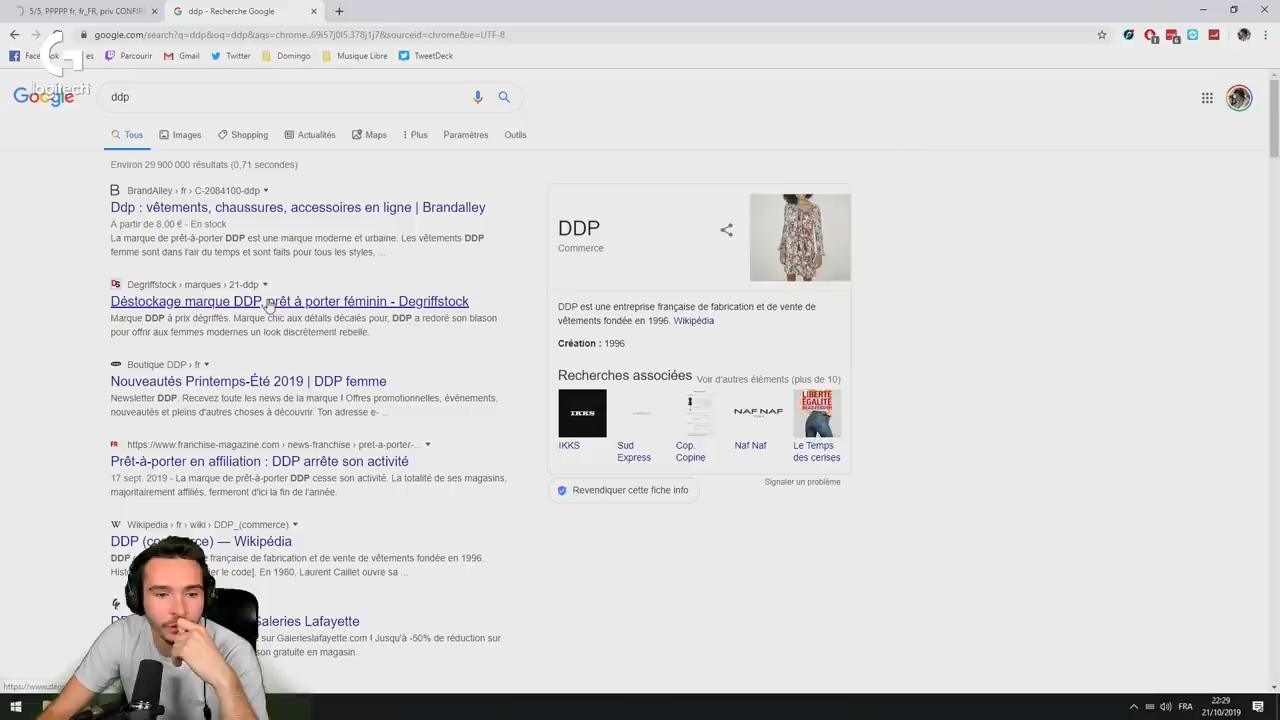 5/5, PPPPP fr, fr_FR, priv CONFIR
ddp - Recherche Google
google.com/search?q=ddp&oq=ddp&aqs=chrome..69i57j0l5.378j1j7&sourceid=chrome&ie=UTF-8
Parcourir
Gmail
Twitter
Domingo
Musique Libre
TweetDeck
logitech
Google
ddp
Tous
Images
Shopping
Actualités
Maps
Plus
Paramètres
Outils
Environ 29 900 000 résultats (0,71 secondes)
BrandAlley › fr › C-2084100-ddp
Ddp : vêtements, chaussures, accessoires en ligne | Brandalley
À partir de 8.00 € - En stock
La marque de prêt-à-porter DDP est une marque moderne et urbaine. Les vêtements DDP
femme sont dans l'air du temps et sont faits pour tous les styles, ...
Degriffstock › marques › 21-ddp
Déstockage marque DDP prêt à porter féminin - Degriffstock
Marque DDP à prix dégriffés. Marque chic aux détails décalés pour, DDP a redoré son blason
pour offrir aux femmes modernes un look discrètement rebelle.
Boutique DDP › fr
Nouveautés Printemps-Été 2019 | DDP femme
Newsletter DDP. Recevez toute les news de la marque ! Offres promotionnelles, évènements,
nouveautés et pleins d'autres choses à découvrir. Ton adresse e- ...
https://www.franchise-magazine.com › news-franchise › pret-a-porter-...
Prêt-à-porter en affiliation : DDP arrête son activité
17 sept. 2019 - La marque de prêt-à-porter DDP cesse son activité. La totalité de ses magasins,
majoritairement affiliés, fermeront d'ici la fin de l'année.
Wikipedia › fr › wiki › DDP_(commerce)
DDP (commerce) — Wikipédia
française de fabrication et de vente de vêtements fondée en 1996.
le code]. En 1980, Laurent Caillet ouvre sa ...
Galeries Lafayette
sur Galerieslafayette.com ! Jusqu'à -50% de réduction sur
gratuite en magasin.
DDP
Commerce
DDP est une entreprise française de fabrication et de vente de
vêtements fondée en 1996. Wikipédia
Création : 1996
Recherches associées
Voir d'autres éléments (plus de 10)
IKKS
NAF NAF
LIBERTÉ
ÉGALITÉ
IKKS
Sud
Express
Cop.
Copine
Naf Naf
Le Temps
des cerises
Revendiquer cette fiche info
Signaler un problème
FRA
22:29
21/10/2019